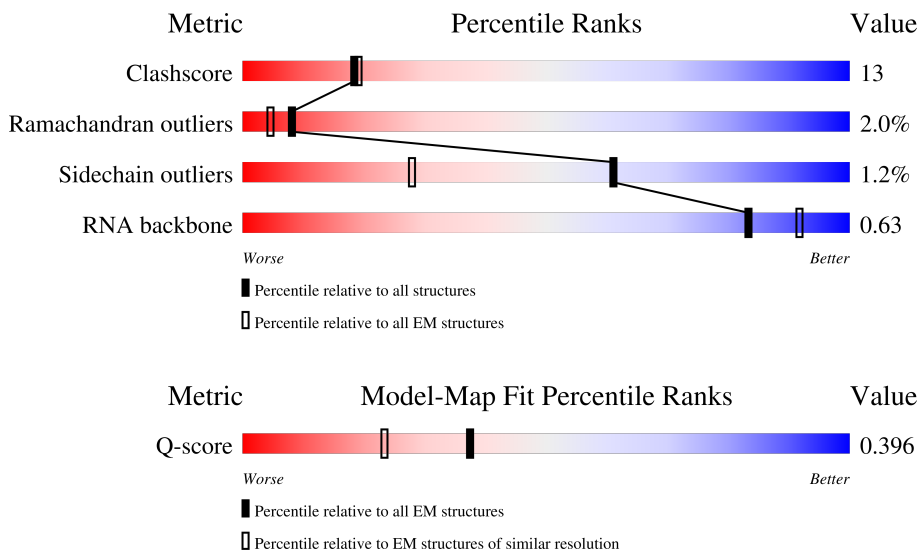 Metric Percentile Ranks Value
Clashscore 13
Ramachandran outliers 2.0%
Sidechain outliers 1.2%
RNA backbone 0.63
Worse Better
Percentile relative to all structures
Percentile relative to all EM structures
Metric Model-Map Fit Percentile Ranks Value
Q-score 0.396
Worse Better
Percentile relative to all EM structures
Percentile relative to EM structures of similar resolution